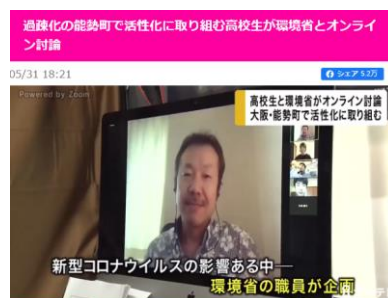 過疎化の能勢町で活性化に取り組む高校生が環境省とオンライ
ン討論
05/31 18:21
シェア 5.2万
Powered by Zoom
高校生と環境省がオンライン討論
大阪・能勢町で活性化に取り組む
新型コロナウイルスの影響ある中―
環境省の職員が企画